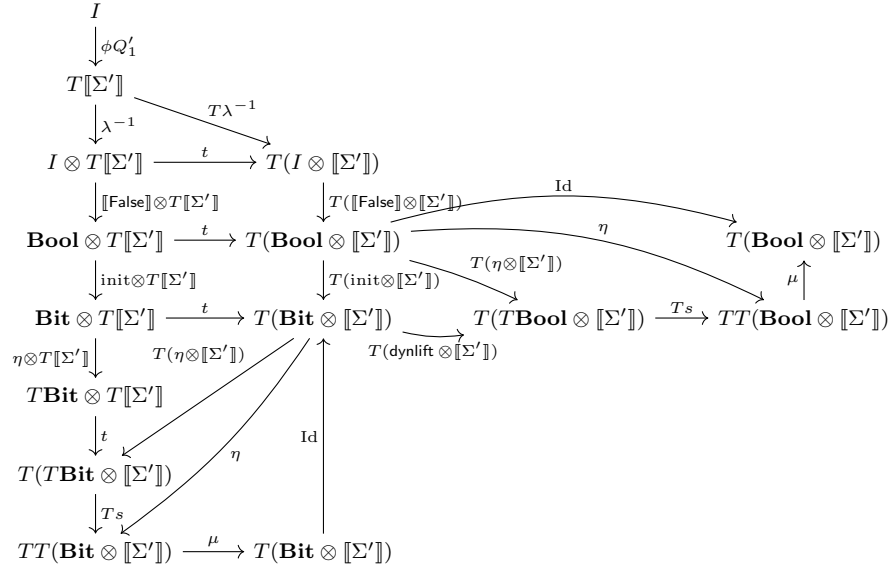 I
ϕQ′₁
T⟦Σ′⟧
λ⁻¹
Tλ⁻¹
I ⊗ T⟦Σ′⟧
t
T(I ⊗ ⟦Σ′⟧)
⟦False⟧⊗T⟦Σ′⟧
T(⟦False⟧⊗⟦Σ′⟧)
Id
Bool ⊗ T⟦Σ′⟧
t
T(Bool ⊗ ⟦Σ′⟧)
η
T(Bool ⊗ ⟦Σ′⟧)
init⊗T⟦Σ′⟧
T(init⊗⟦Σ′⟧)
T(η⊗⟦Σ′⟧)
μ
Bit ⊗ T⟦Σ′⟧
t
T(Bit ⊗ ⟦Σ′⟧)
T(TBool ⊗ ⟦Σ′⟧)
Ts
TT(Bool ⊗ ⟦Σ′⟧)
η⊗T⟦Σ′⟧
T(η⊗⟦Σ′⟧)
T(dynlift ⊗⟦Σ′⟧)
TBit ⊗ T⟦Σ′⟧
t
Id
η
T(TBit ⊗ ⟦Σ′⟧)
Ts
TT(Bit ⊗ ⟦Σ′⟧)
μ
T(Bit ⊗ ⟦Σ′⟧)